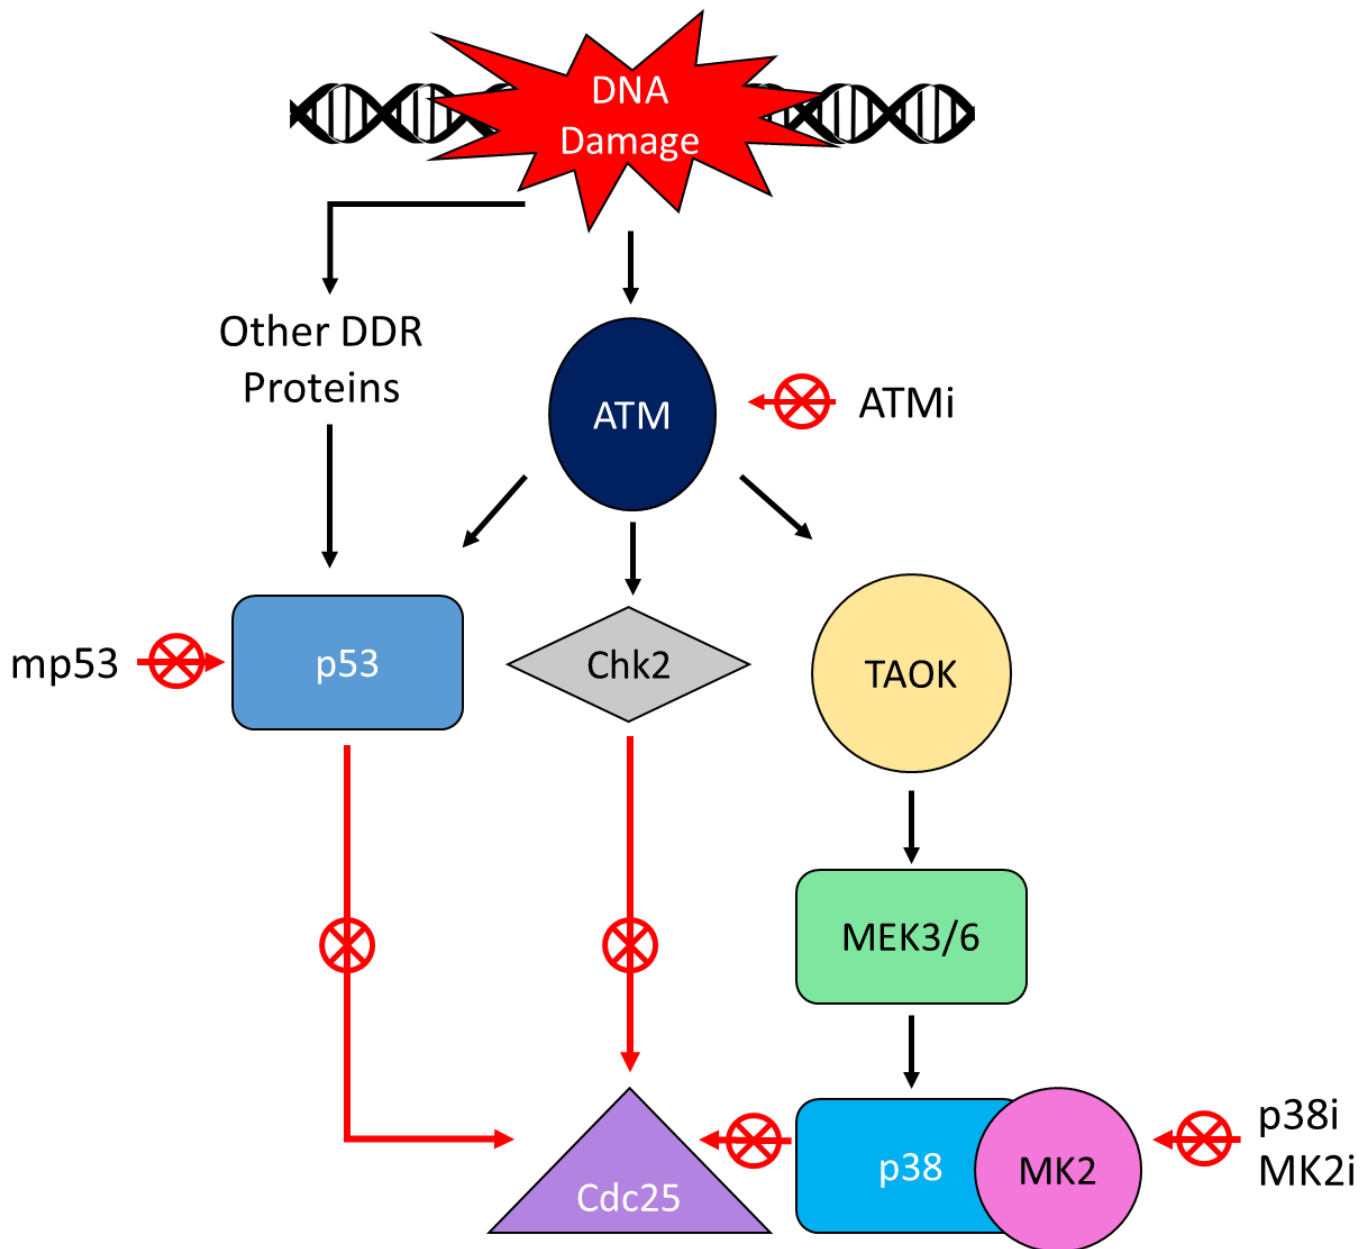 DNA
Damage
Other DDR
Proteins
ATM
ATMi
mp53
p53
Chk2
TAOK
MEK3/6
Cdc25
p38
MK2
p38i
MK2i